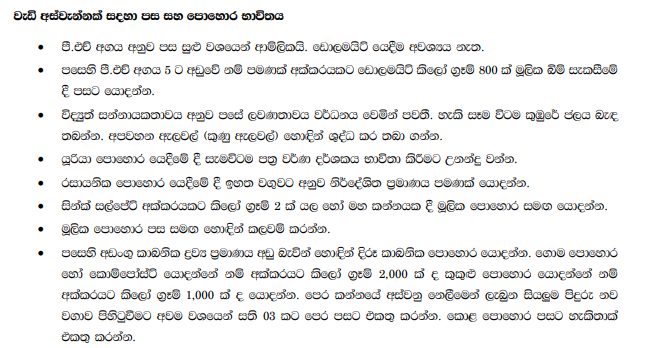 වැඩි අස්වැන්නක් සදහා පස සහ පොහොර භාවිතය
• පී.එච් අගය අනුව පස සුළු වශයෙන් ආම්ලිකයි. ඩොලමයිට් යෙදීම අවශ්‍යය නැත.
• පසෙහි පී.එච් අගය 5 ට අඩුවේ නම් පමණක් අක්කරයකට ඩොලමයිට් කිලෝ ග්‍රෑම් 800 ක් මූලික බිම් සැකසීමේ
දී පසට යොදන්න.
• විද්‍යුත් සන්නායකතාවය අනුව පසේ ලවණතාවය වර්ධනය වෙමින් පවතී. හැකි සෑම විටම කුඹුරේ ජලය බැඳ
තබන්න. අපවහන ඇලවල් (කුණු ඇලවල්) හොඳින් ශුද්ධ කර තබා ගන්න.
• යූරියා පොහොර යෙදීමේ දී සැමවිටම පත්‍ර වර්ණ දර්ශකය භාවිතා කිරීමට උනන්දු වන්න.
• රසායනික පොහොර යෙදීමේ දී ඉහත වගුවට අනුව නිර්දේශිත ප්‍රමාණය පමණක් යොදන්න.
• සින්ක් සල්පේට් අක්කරයකට කිලෝ ග්‍රෑම් 2 ක් යල හෝ මහ කන්නයක දී මූලික පොහොර සමඟ යොදන්න.
• මූලික පොහොර පස සමඟ හොඳින් කලවම් කරන්න.
• පසෙහි අඩංගු කාබනික ද්‍රව්‍ය ප්‍රමාණය අඩු බැවින් හොඳින් දිරූ කාබනික පොහොර යොදන්න. ගොම පොහොර
හෝ කොම්පෝස්ට් යොදන්නේ නම් අක්කරයට කිලෝ ග්‍රෑම් 2,000 ක් ද කුකුළු පොහොර යොදන්නේ නම්
අක්කරයට කිලෝ ග්‍රෑම් 1,000 ක් ද යොදන්න. පෙර කන්නයේ අස්වනු නෙලීමෙන් ලැබුන සියලුම පිදුරු නව
වගාව පිහිටුවීමට අවම වශයෙන් සති 03 කට පෙර පසට එකතු කරන්න. කොළ පොහොර පසට හැකිතාක්
එකතු කරන්න.